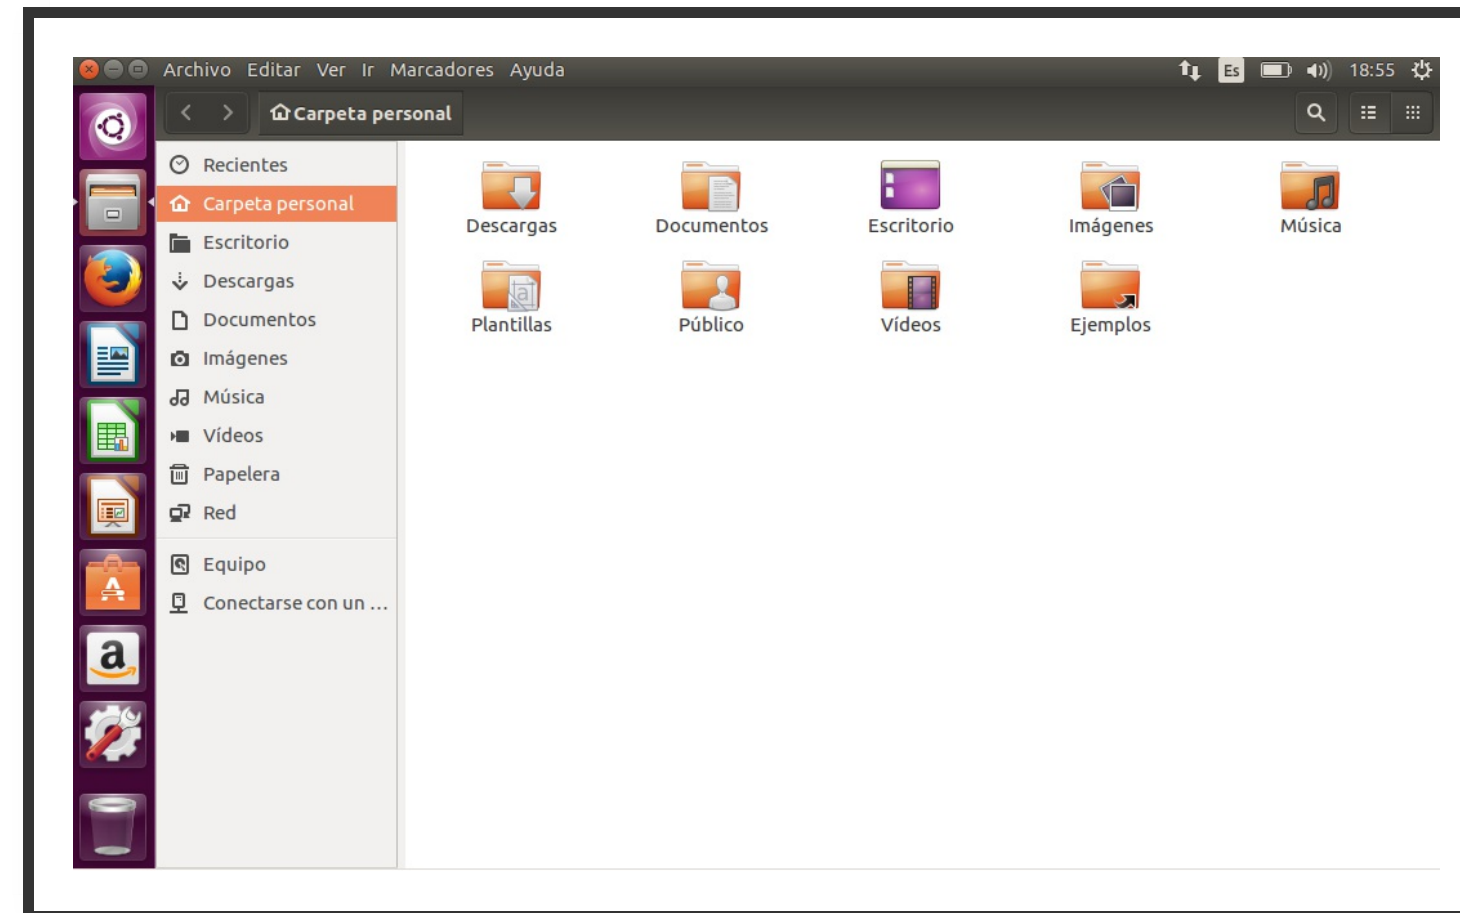 Archivo Editar Ver Ir Marcadores Ayuda
Es
18:55
Carpeta personal
Recientes
Carpeta personal
Escritorio
Descargas
Documentos
Imágenes
Música
Vídeos
Papelera
Red
Equipo
Conectarse con un ...
Descargas
Documentos
Escritorio
Imágenes
Música
Plantillas
Público
Vídeos
Ejemplos